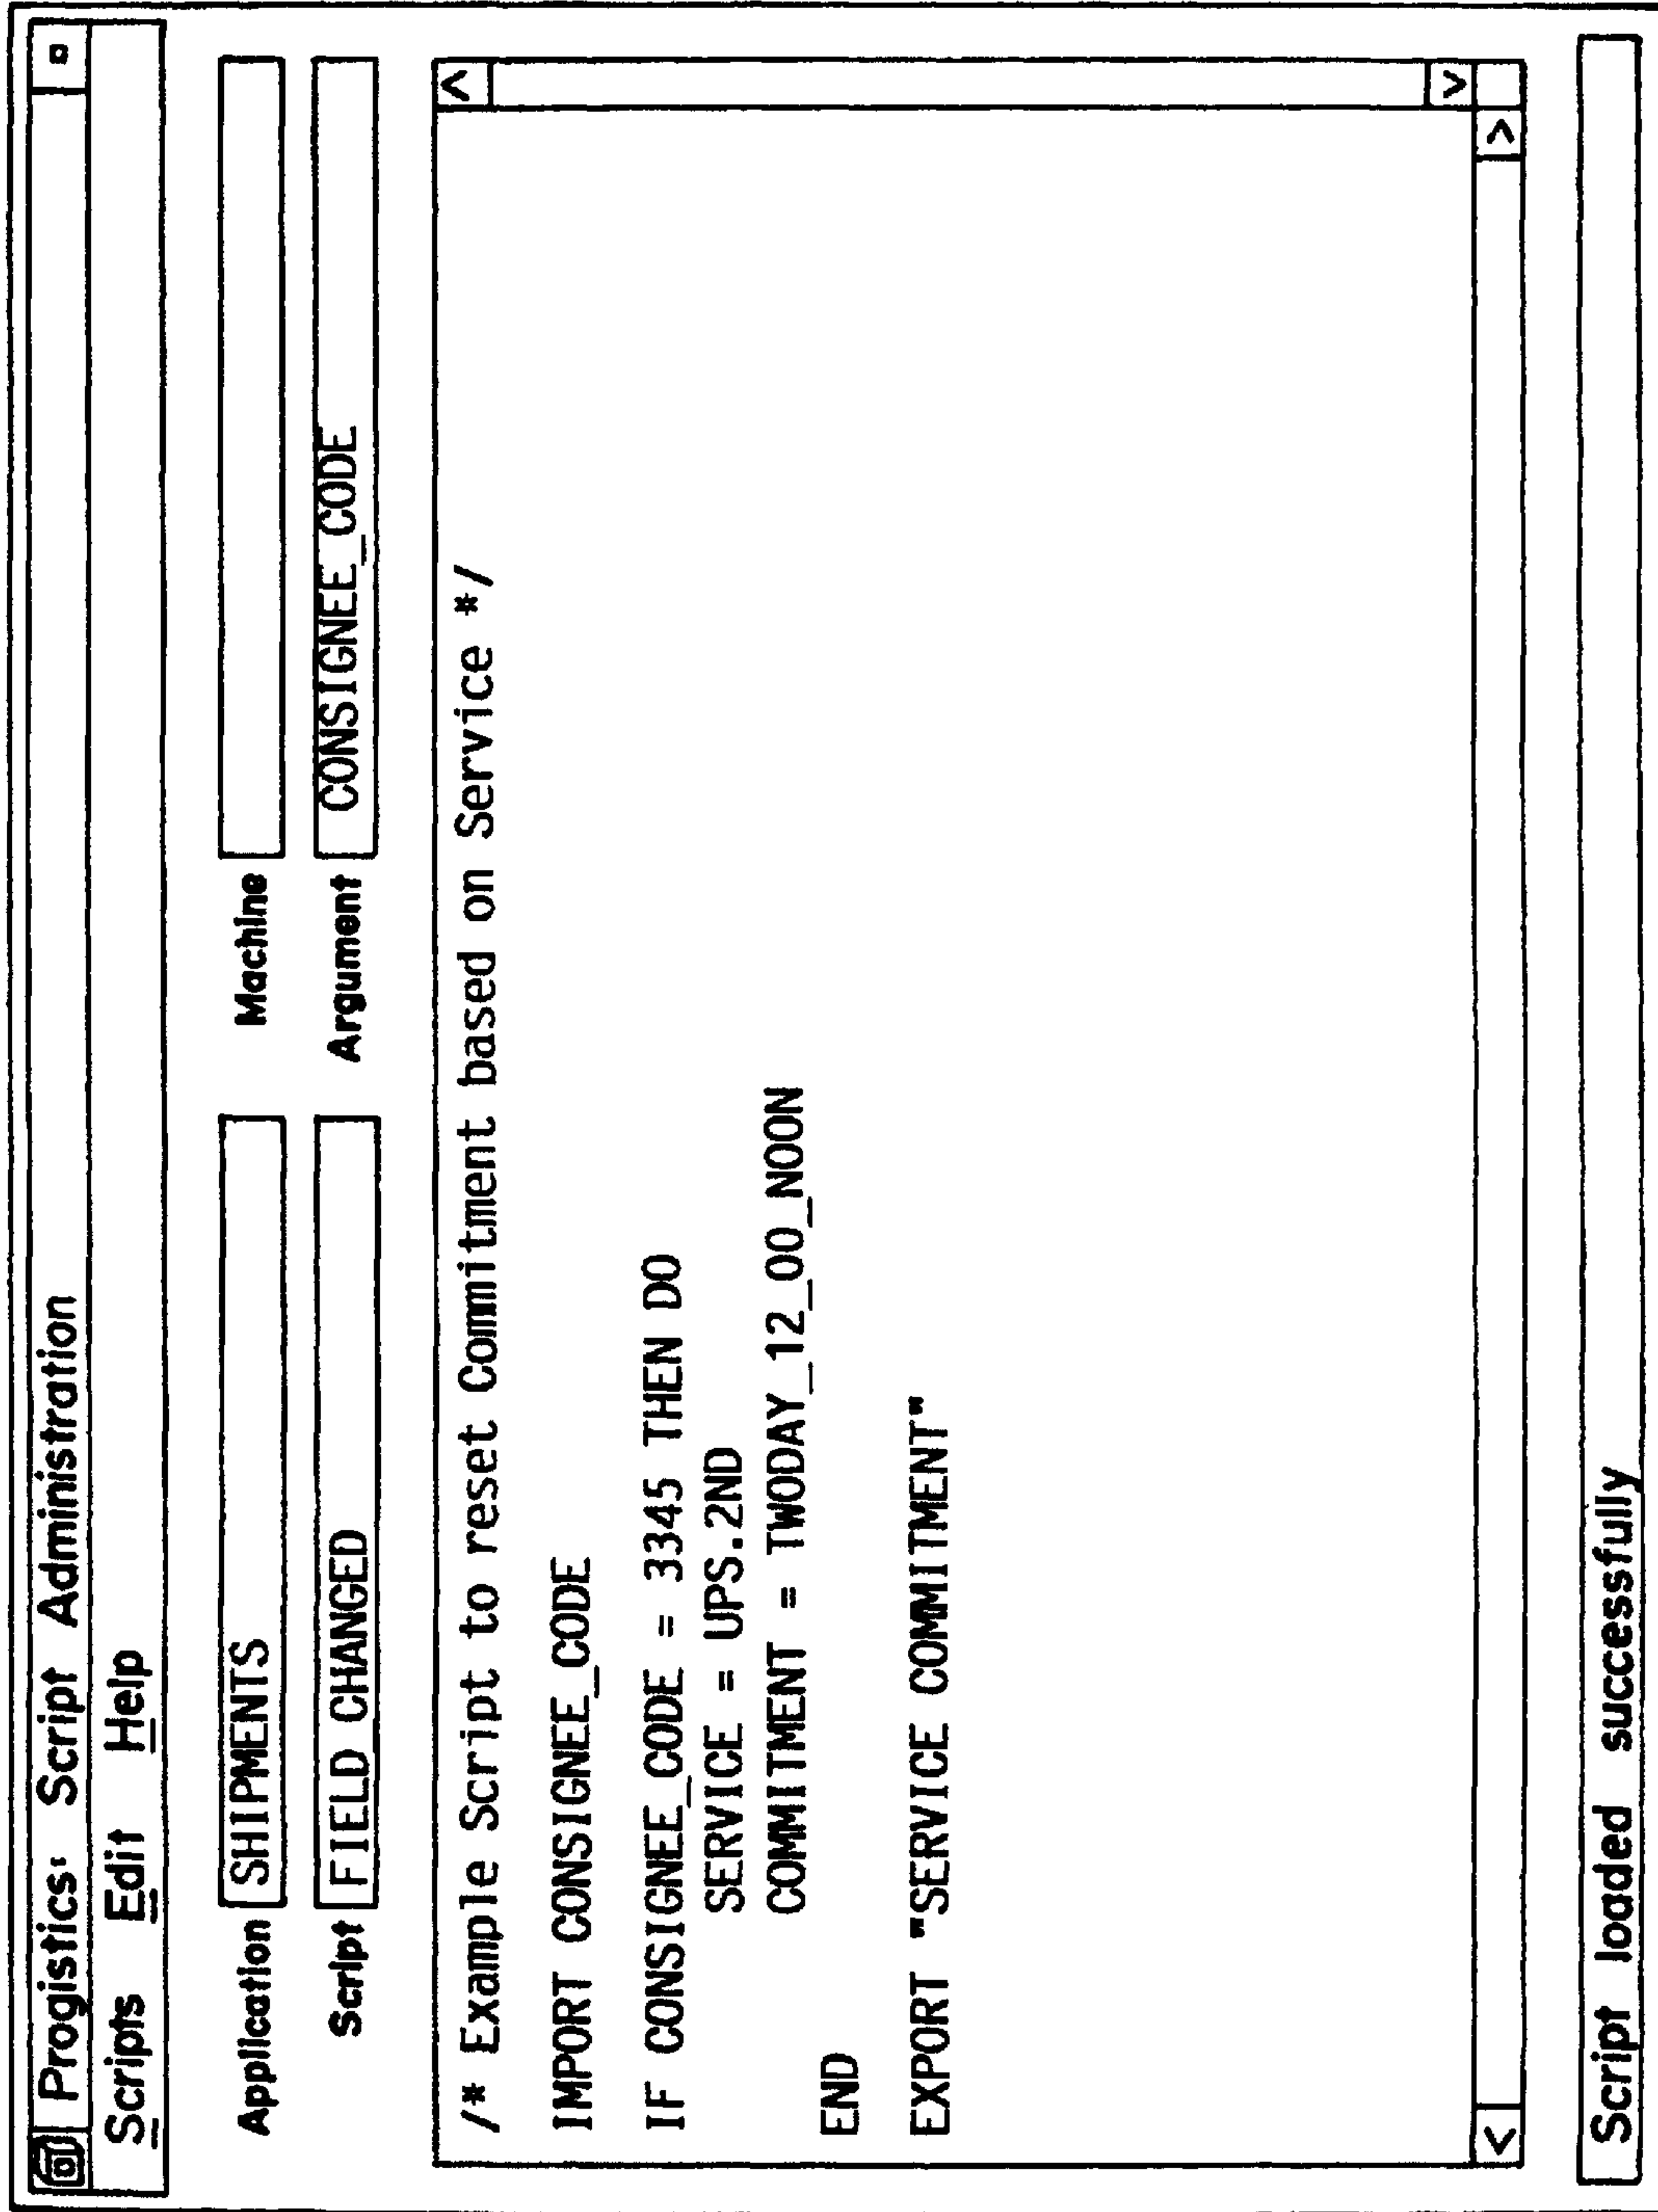 Progistics: Script Administration
Scripts Edit Help
Application SHIPMENTS Machine
Script FIELD CHANGED Argument CONSIGNEE_CODE
/* Example Script to reset Commitment based on Service */
IMPORT CONSIGNEE_CODE
IF CONSIGNEE_CODE = 3345 THEN DO
SERVICE = UPS.2ND
COMMITMENT = TWODAY_12_00_NOON
END
EXPORT "SERVICE COMMITMENT"
Script loaded successfully